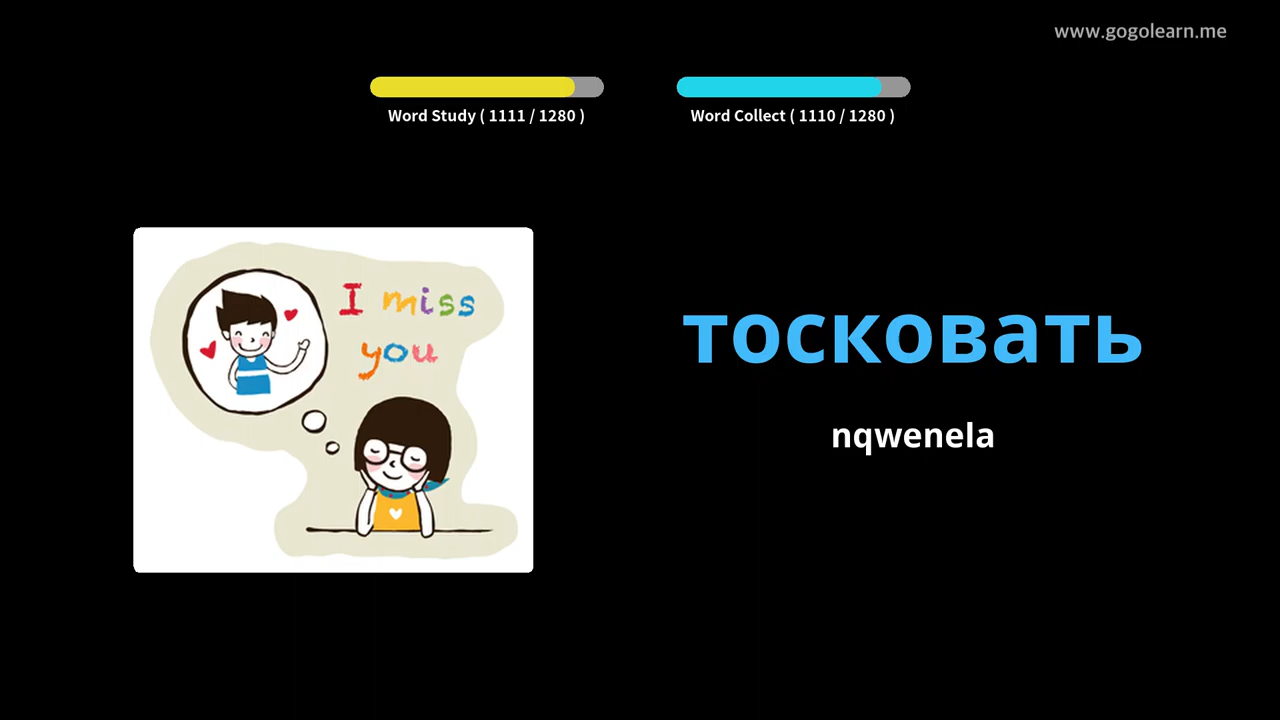 www.gogolearn.me
Word Study ( 1111 / 1280 )
Word Collect ( 1110 / 1280 )
I miss
you
тосковать
nqwenela